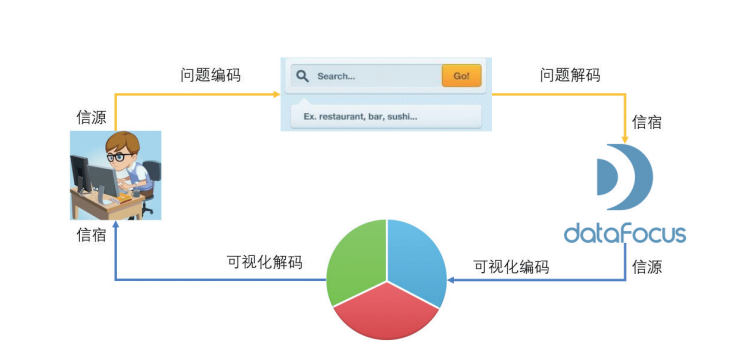 问题编码
问题解码
Search...
Go!
Ex. restaurant, bar, sushi...
信源
信宿
dataFocus
信宿
可视化解码
可视化编码
信源